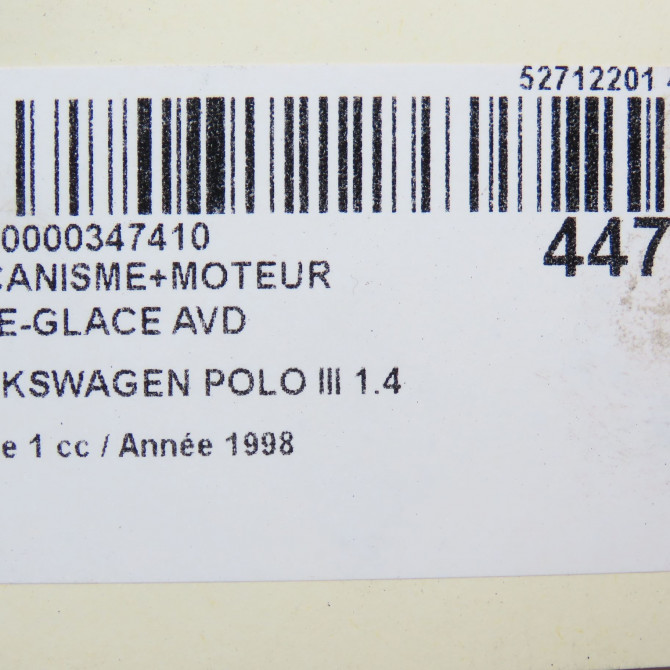 52712201
0000347410
447
CANISME+MOTEUR
E-GLACE AVD
KSWAGEN POLO III 1.4
e 1 cc / Année 1998